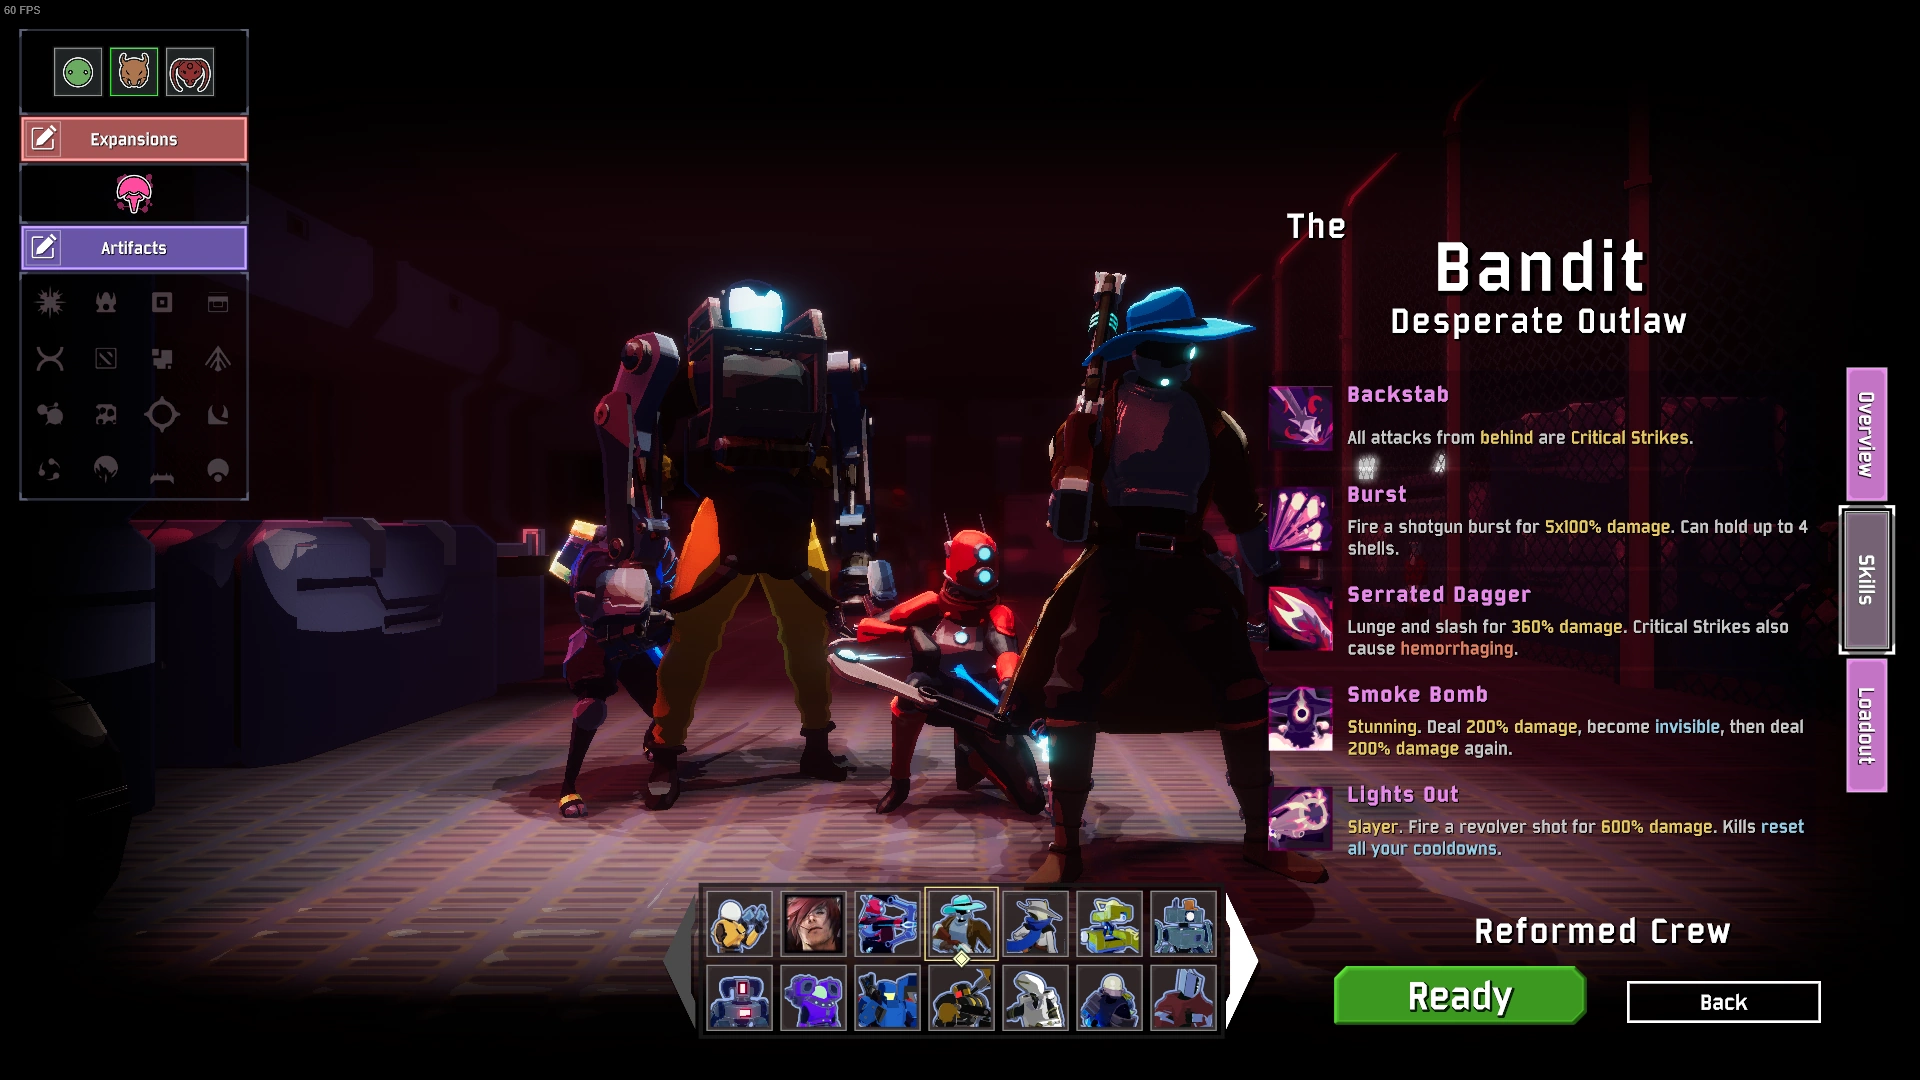 60 FPS
Expansions
Artifacts
The
Bandit
Desperate Outlaw
Backstab
All attacks from behind are Critical Strikes.
Burst
Fire a shotgun burst for 5x100% damage. Can hold up to 4
shells.
Serrated Dagger
Lunge and slash for 360% damage. Critical Strikes also
cause hemorrhaging.
Smoke Bomb
Stunning. Deal 200% damage, become invisible, then deal
200% damage again.
Lights Out
Slayer. Fire a revolver shot for 600% damage. Kills reset
all your cooldowns.
Overview
Skills
Loadout
Reformed Crew
Ready
Back